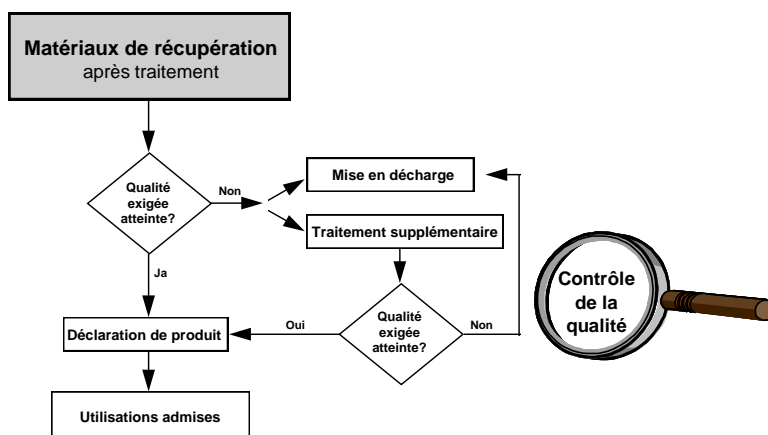 Matériaux de récupération
après traitement
Qualité
exigée
atteinte?
Non
Mise en décharge
Traitement supplémentaire
Ja
Contrôle
de la
qualité
Déclaration de produit
Oui
Qualité
exigée
atteinte?
Non
Utilisations admises